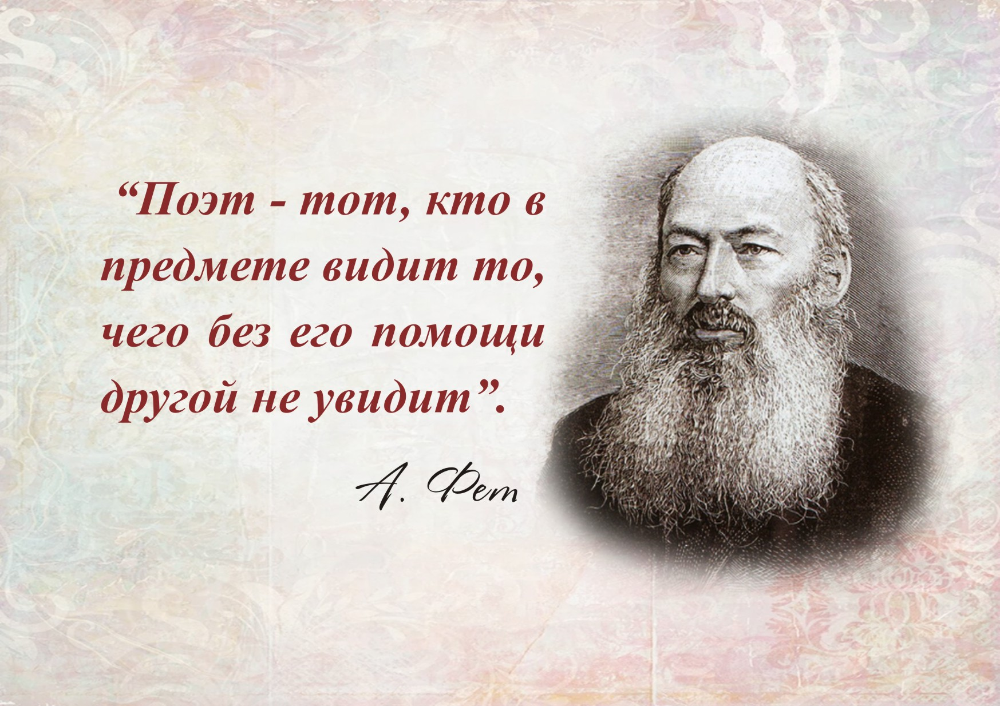 “Поэт - тот, кто в
предмете видит то,
чего без его помощи
другой не увидит”.
А. Фет